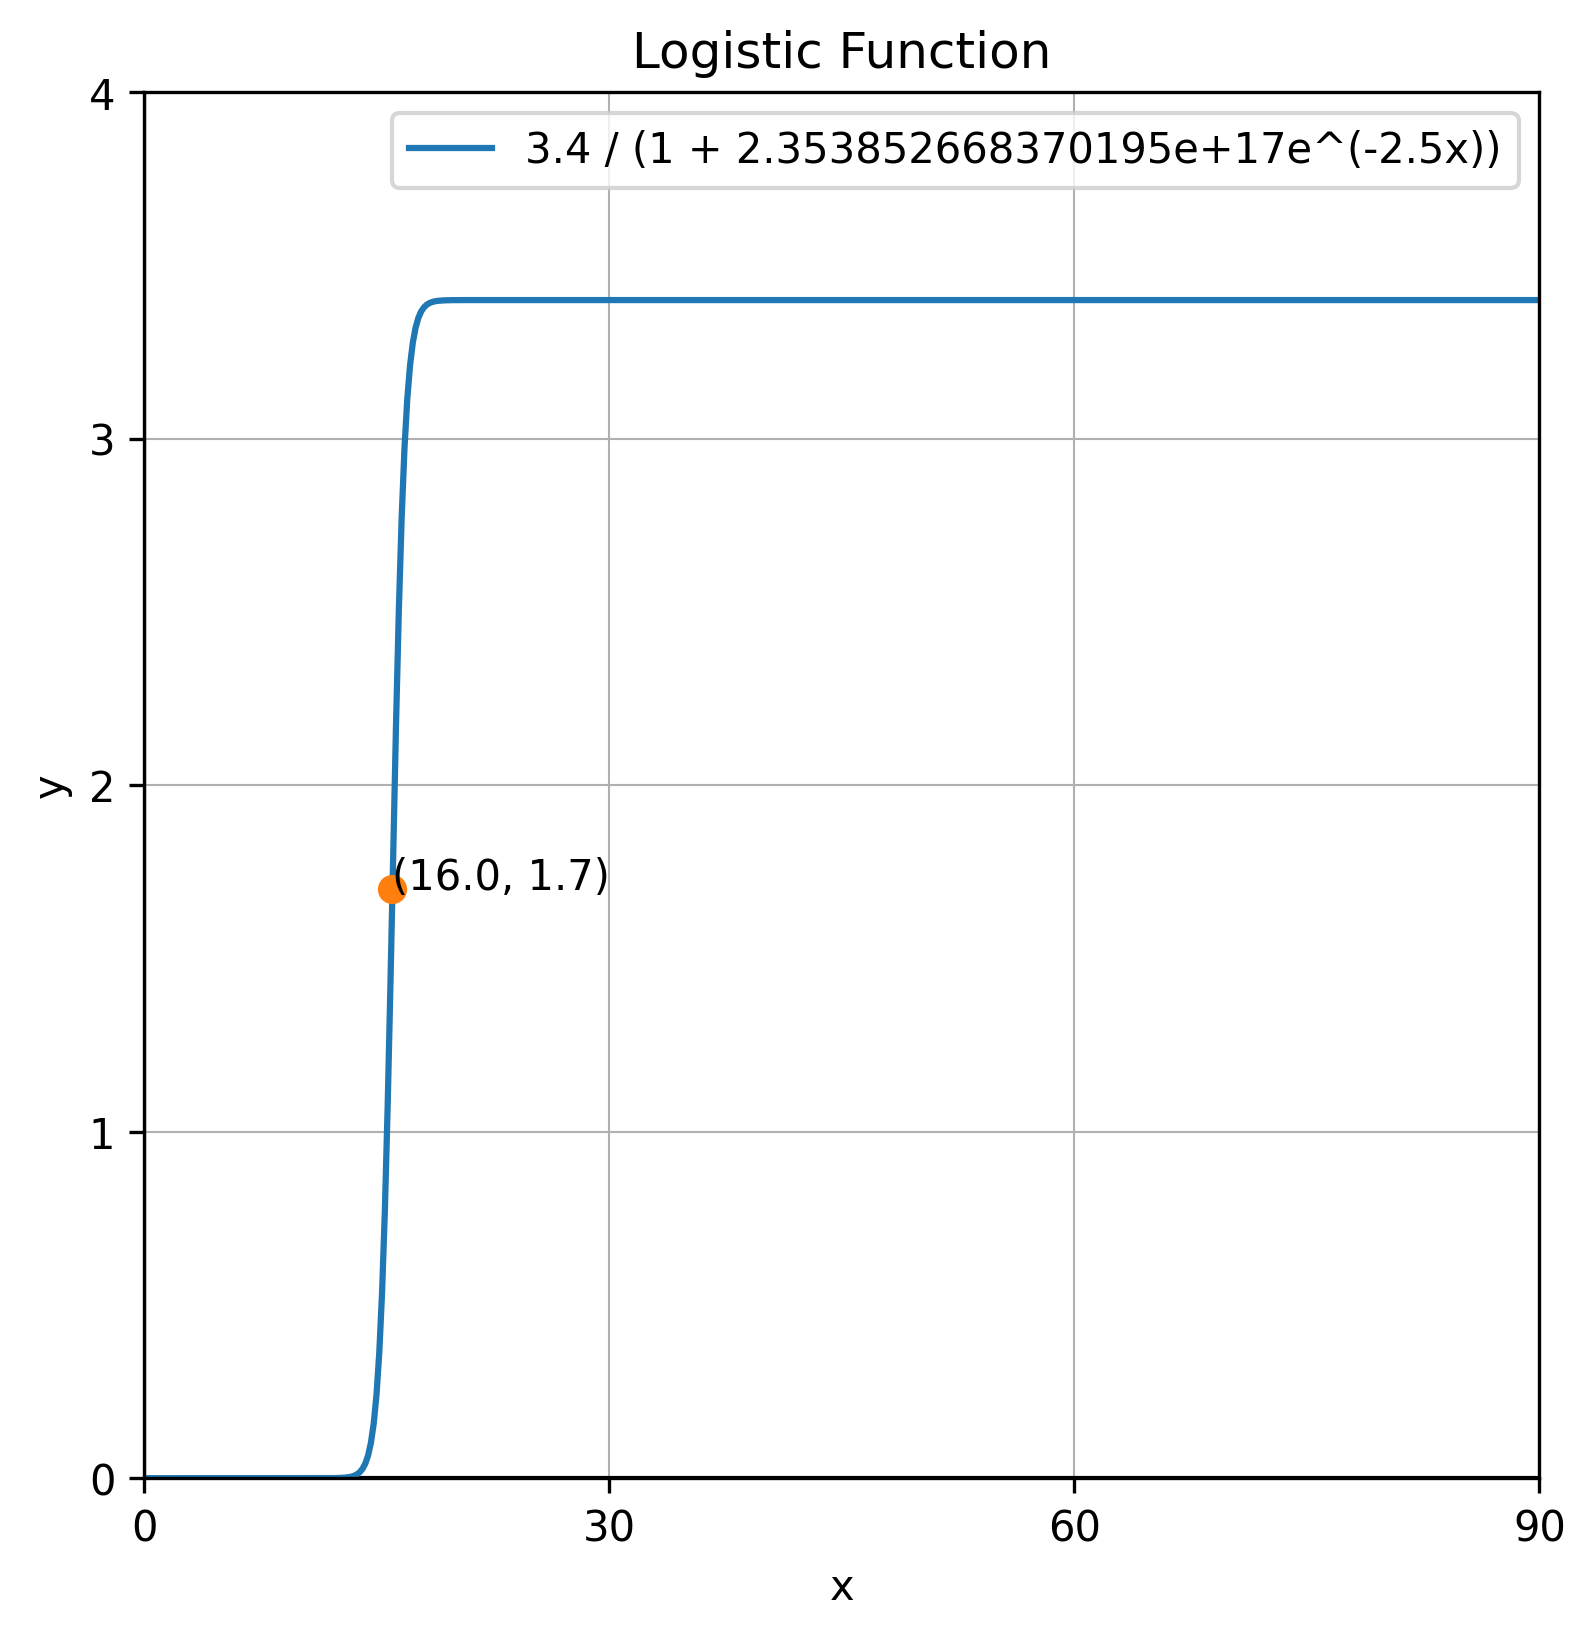 Logistic Function
3.4 / (1 + 2.353852668370195e+17e^(-2.5x))
4
3
2
1
0
y
(16.0, 1.7)
0 30 60 90
x